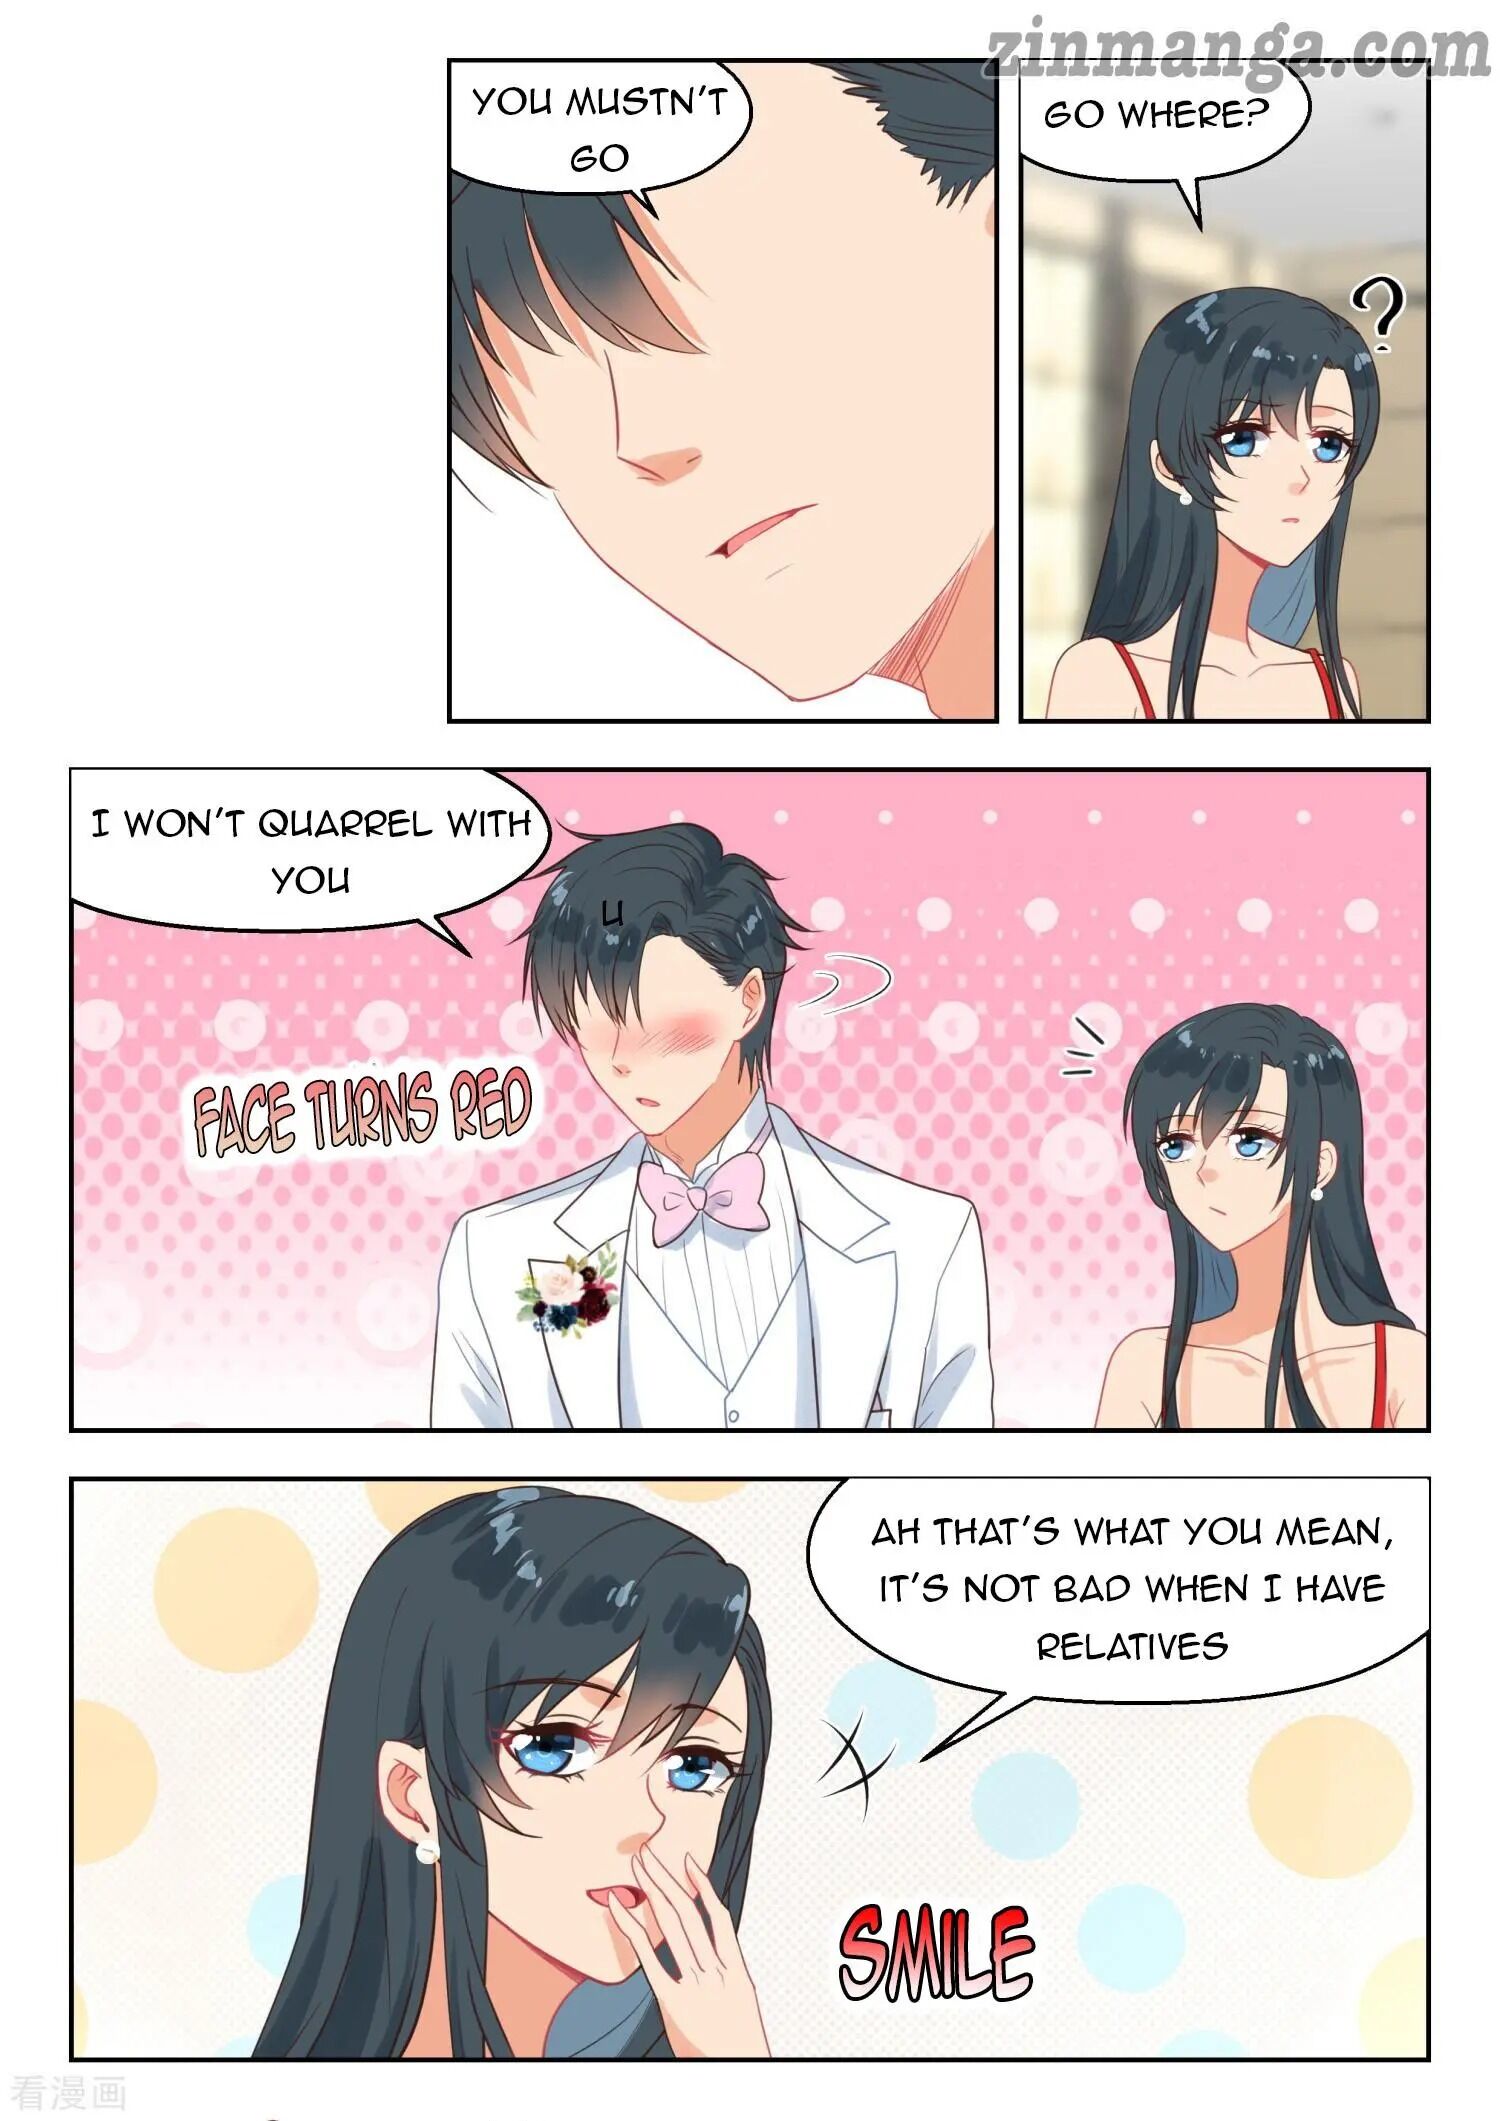 zinmanga.com
YOU MUSTN'T
GO
GO WHERE?
?
I WON'T QUARREL WITH
YOU
U
FACE TURNS RED
AH THAT'S WHAT YOU MEAN,
IT'S NOT BAD WHEN I HAVE
RELATIVES
SMILE
看漫画